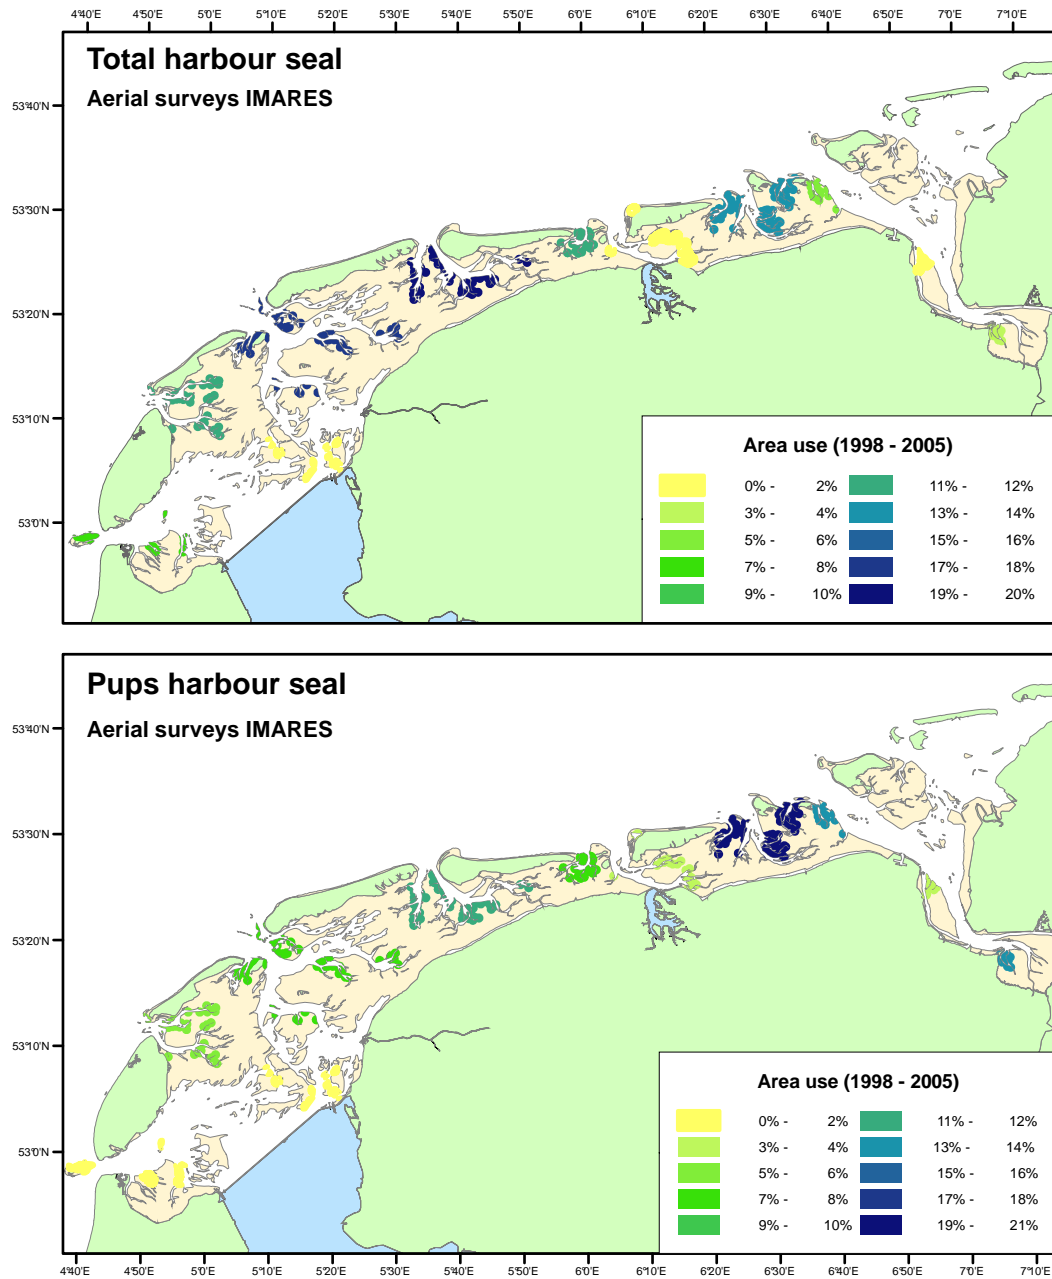 4°40'E 4°50'E 5°0'E 5°10'E 5°20'E 5°30'E 5°40'E 5°50'E 6°0'E 6°10'E 6°20'E 6°30'E 6°40'E 6°50'E 7°0'E 7°10'E
Total harbour seal
Aerial surveys IMARES
53°40'N
53°30'N
53°20'N
53°10'N
53°0'N
Area use (1998 - 2005)
0% - 2% 11% - 12%
3% - 4% 13% - 14%
5% - 6% 15% - 16%
7% - 8% 17% - 18%
9% - 10% 19% - 20%
Pups harbour seal
Aerial surveys IMARES
53°40'N
53°30'N
53°20'N
53°10'N
53°0'N
Area use (1998 - 2005)
0% - 2% 11% - 12%
3% - 4% 13% - 14%
5% - 6% 15% - 16%
7% - 8% 17% - 18%
9% - 10% 19% - 21%
4°40'E 4°50'E 5°0'E 5°10'E 5°20'E 5°30'E 5°40'E 5°50'E 6°0'E 6°10'E 6°20'E 6°30'E 6°40'E 6°50'E 7°0'E 7°10'E